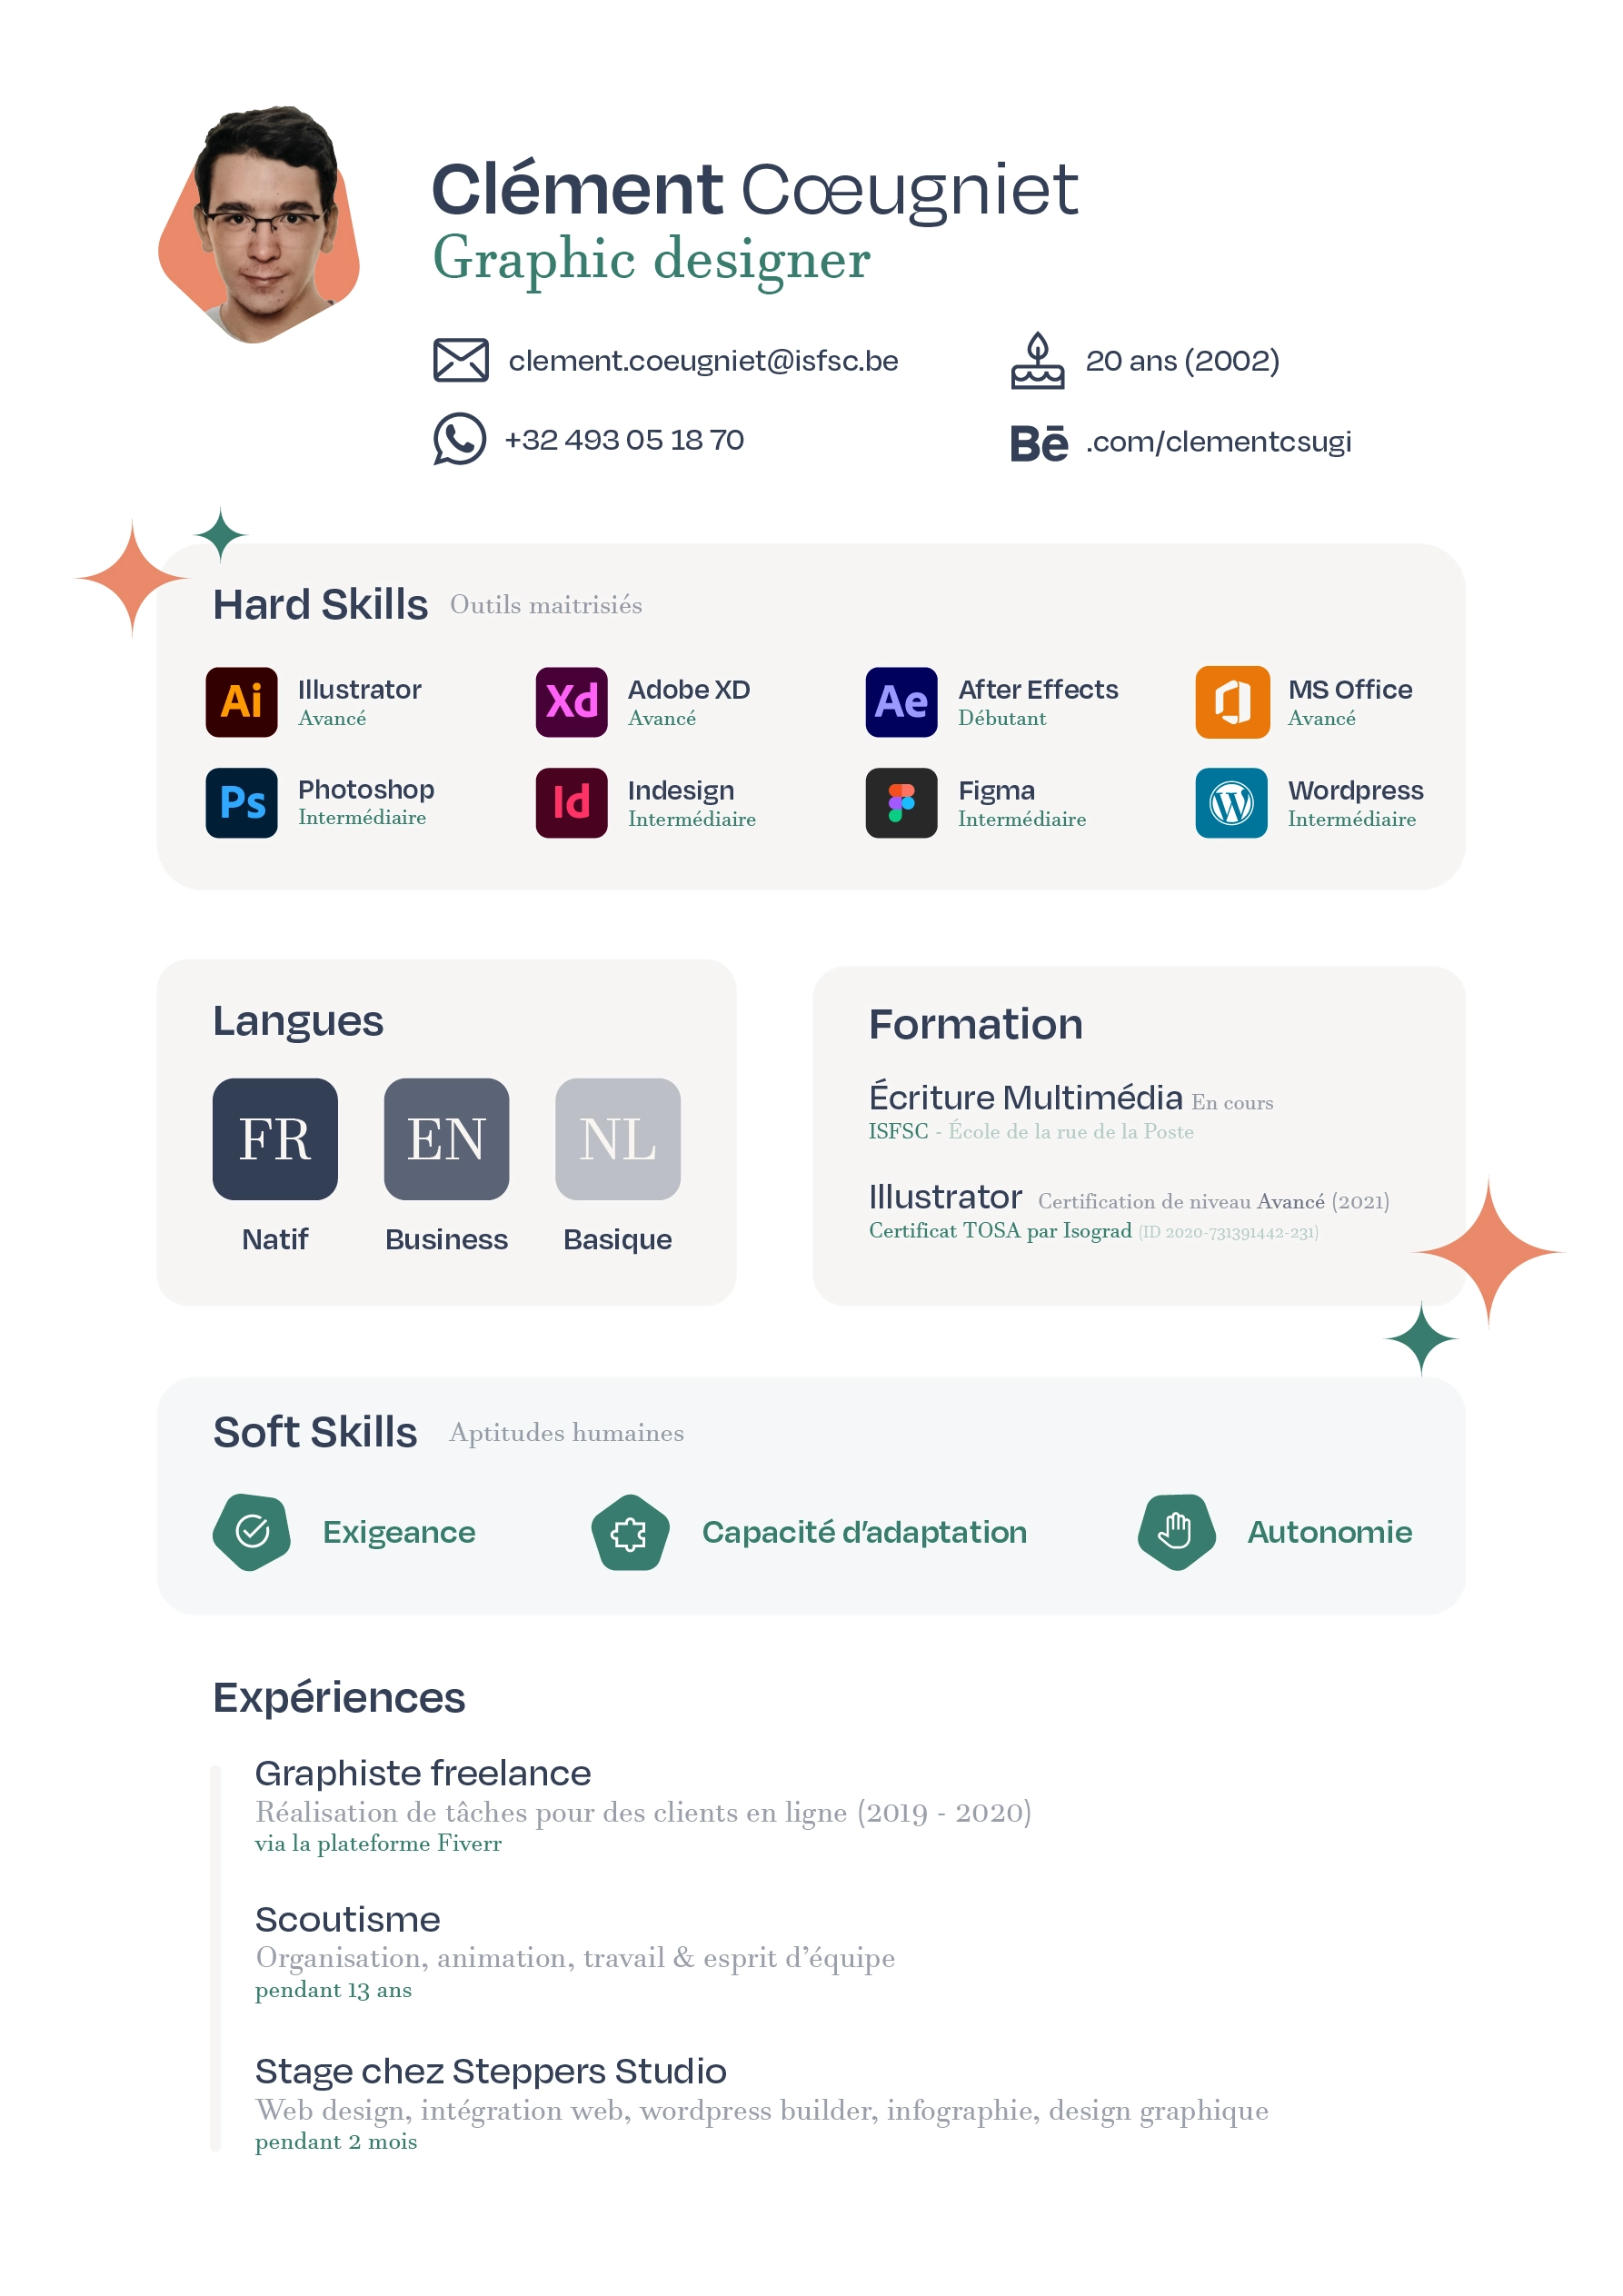 Clément Cœugniet
Graphic designer
clement.coeugniet@isfsc.be
20 ans (2002)
+32 493 05 18 70
Bē .com/clementcsugi
Hard Skills Outils maitrisiés
Ai Illustrator
Avancé
Xd Adobe XD
Avancé
Ae After Effects
Débutant
MS Office
Avancé
Ps Photoshop
Intermédiaire
Id Indesign
Intermédiaire
Figma
Intermédiaire
Wordpress
Intermédiaire
Langues
FR EN NL
Natif Business Basique
Formation
Écriture Multimédia En cours
ISFSC - École de la rue de la Poste
Illustrator Certification de niveau Avancé (2021)
Certificat TOSA par Isograd (ID 2020-731391442-231)
Soft Skills Aptitudes humaines
Exigeance Capacité d’adaptation Autonomie
Expériences
Graphiste freelance
Réalisation de tâches pour des clients en ligne (2019 - 2020)
via la plateforme Fiverr
Scoutisme
Organisation, animation, travail & esprit d’équipe
pendant 13 ans
Stage chez Steppers Studio
Web design, intégration web, wordpress builder, infographie, design graphique
pendant 2 mois